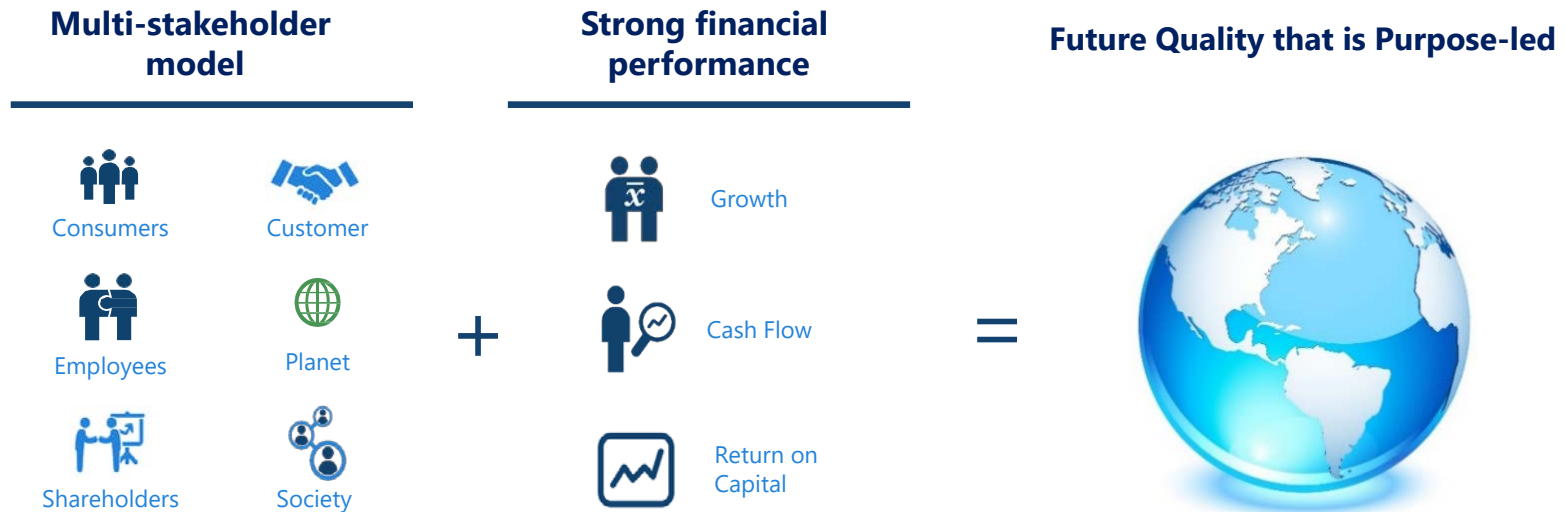 Multi-stakeholder
model
Consumers
Customer
Employees
Planet
Shareholders
Society
+
Strong financial
performance
x̅
Growth
Cash Flow
Return on
Capital
=
Future Quality that is Purpose-led